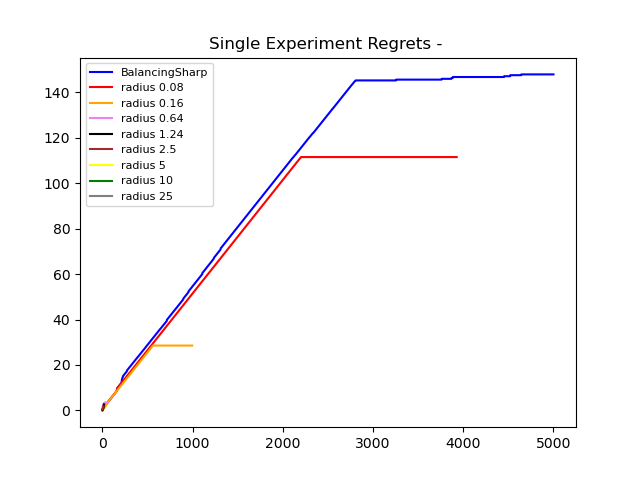 Single Experiment Regrets -
BalancingSharp
radius 0.08
radius 0.16
radius 0.64
radius 1.24
radius 2.5
radius 5
radius 10
radius 25
140
120
100
80
60
40
20
0
0 1000 2000 3000 4000 5000